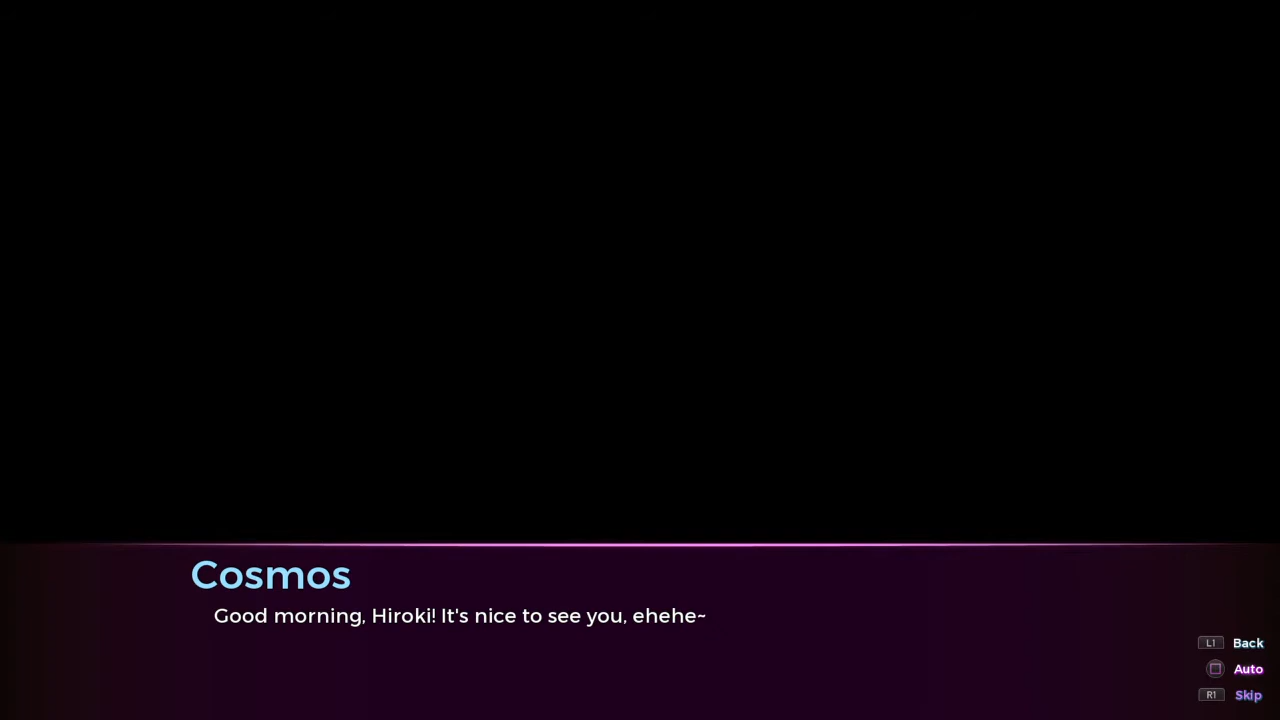 Cosmos
Good morning, Hiroki! It's nice to see you, ehehe~
L1 Back
Auto
R1 Skip